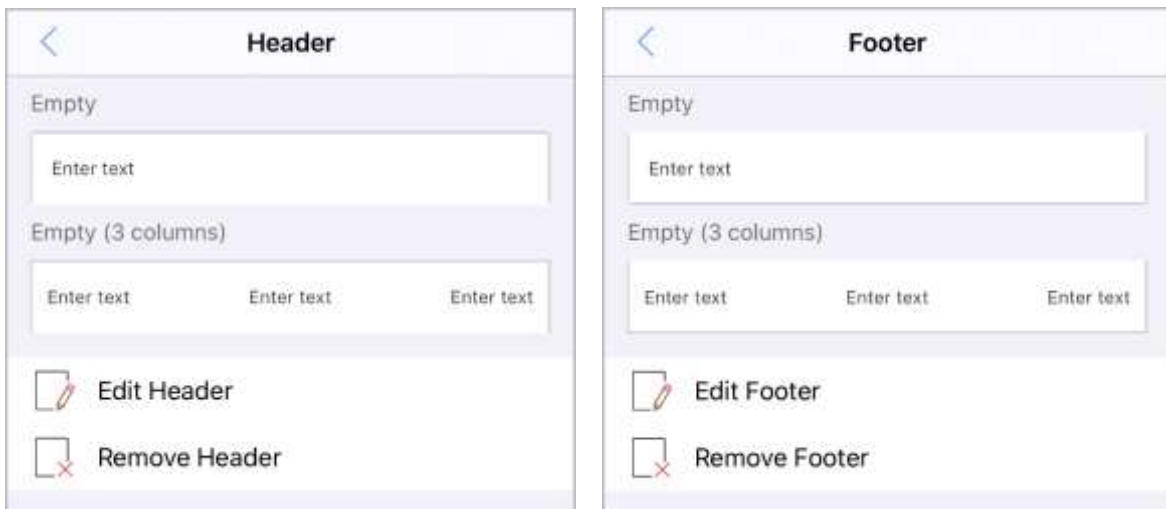 Header
Empty
Enter text
Empty (3 columns)
Enter text Enter text Enter text
Edit Header
Remove Header
Footer
Empty
Enter text
Empty (3 columns)
Enter text Enter text Enter text
Edit Footer
Remove Footer